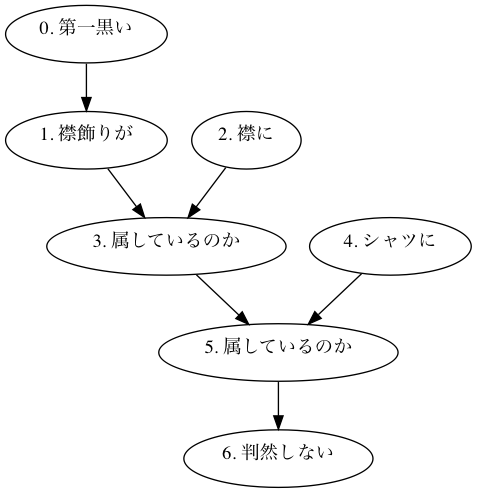 0. 第一黒い
1. 襟飾りが
2. 襟に
3. 属しているのか
4. シャツに
5. 属しているのか
6. 判然しない